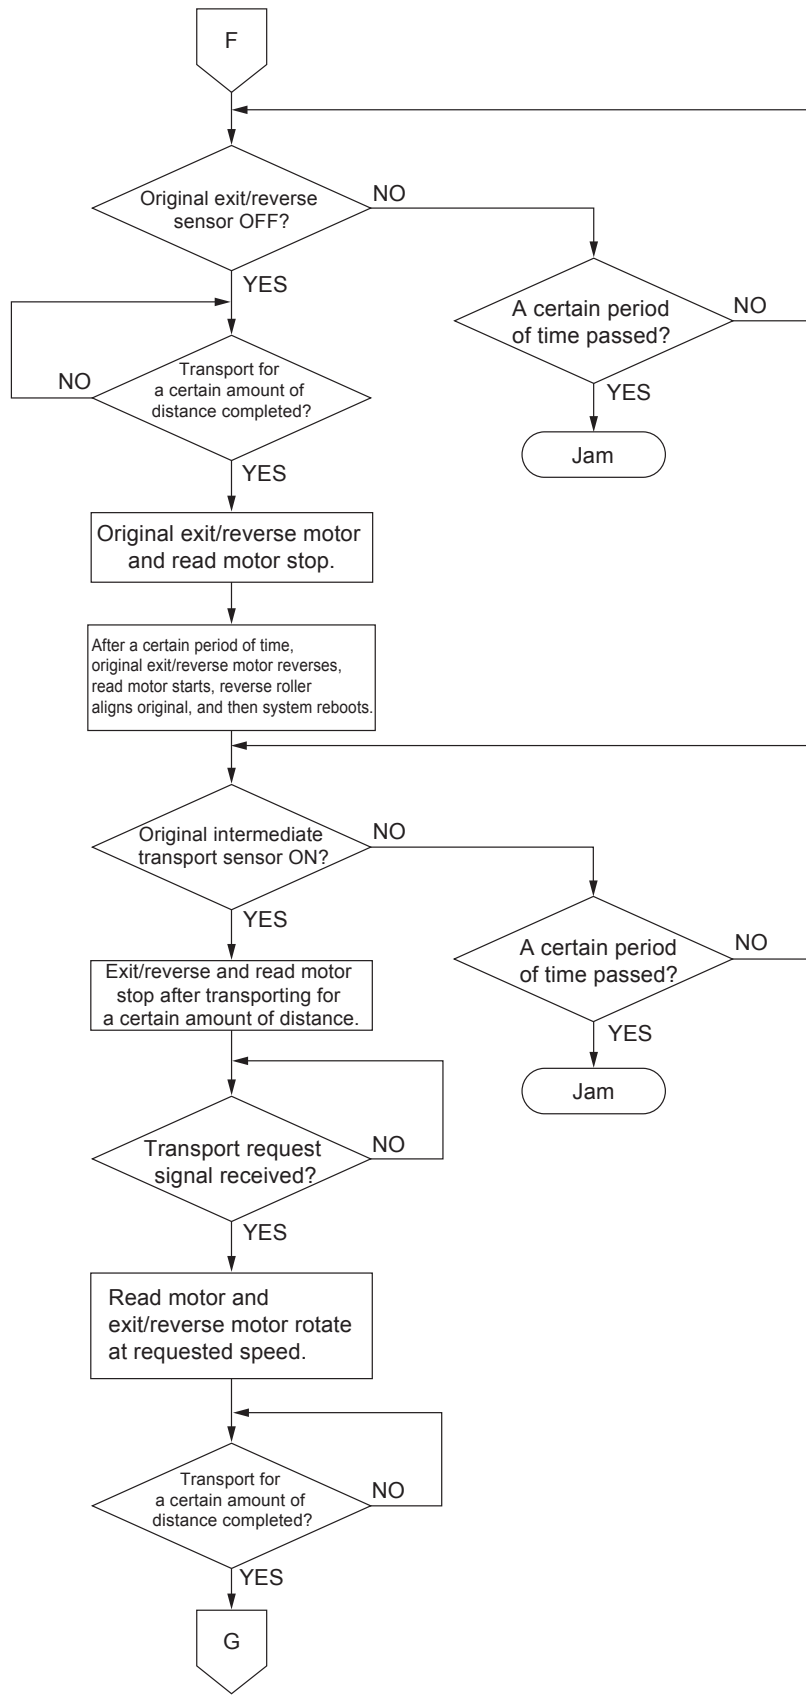 F
Original exit/reverse
sensor OFF?
NO
YES
A certain period
of time passed?
NO
YES
Jam
Transport for
a certain amount of
distance completed?
NO
YES
Original exit/reverse motor
and read motor stop.
After a certain period of time,
original exit/reverse motor reverses,
read motor starts, reverse roller
aligns original, and then system reboots.
Original intermediate
transport sensor ON?
NO
YES
A certain period
of time passed?
NO
YES
Jam
Exit/reverse and read motor
stop after transporting for
a certain amount of distance.
Transport request
signal received?
NO
YES
Read motor and
exit/reverse motor rotate
at requested speed.
Transport for
a certain amount of
distance completed?
NO
YES
G